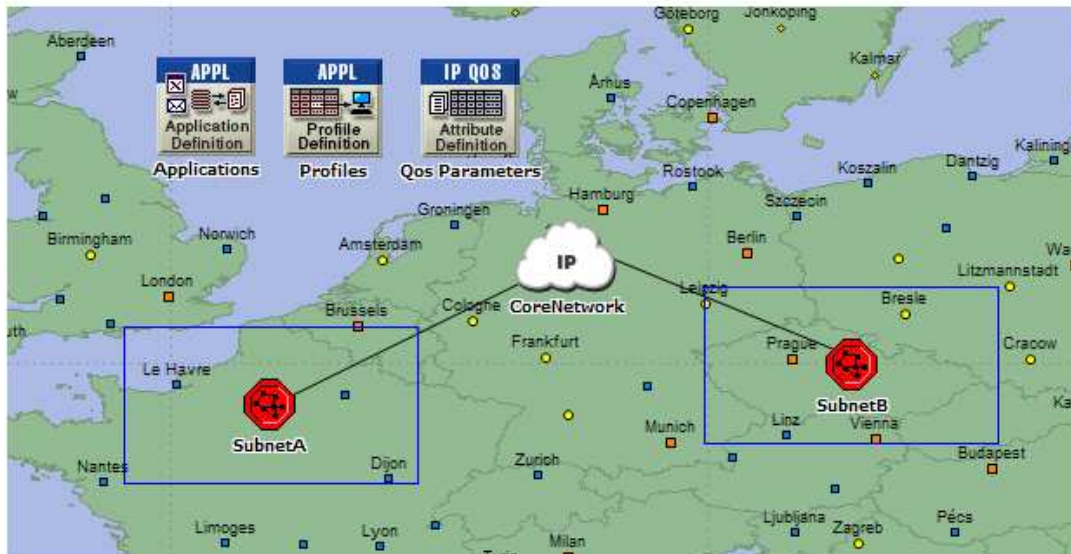 Göteborg
Jonkoping
Aberdeen
Kalmar
APPL
Application
Definition
Applications
APPL
Profile
Definition
Profiles
IP QOS
Attribute
Definition
Qos Parameters
Århus
Copenhagen
Rostook
Koszalin
Dantzig
Hamburg
Szczecin
Groningen
Birmingham
Norwich
Amsterdam
Berlin
IP
CoreNetwork
Litzmannstadt
London
Brussels
Cologne
Leipzig
Bresle
Frankfurt
Prague
Cracow
Le Havre
SubnetA
SubnetB
Linz
Vienna
Munich
Nantes
Dijon
Zurich
Budapest
Limoges
Lyon
Milan
Ljubljana
Zagreb
Pécs